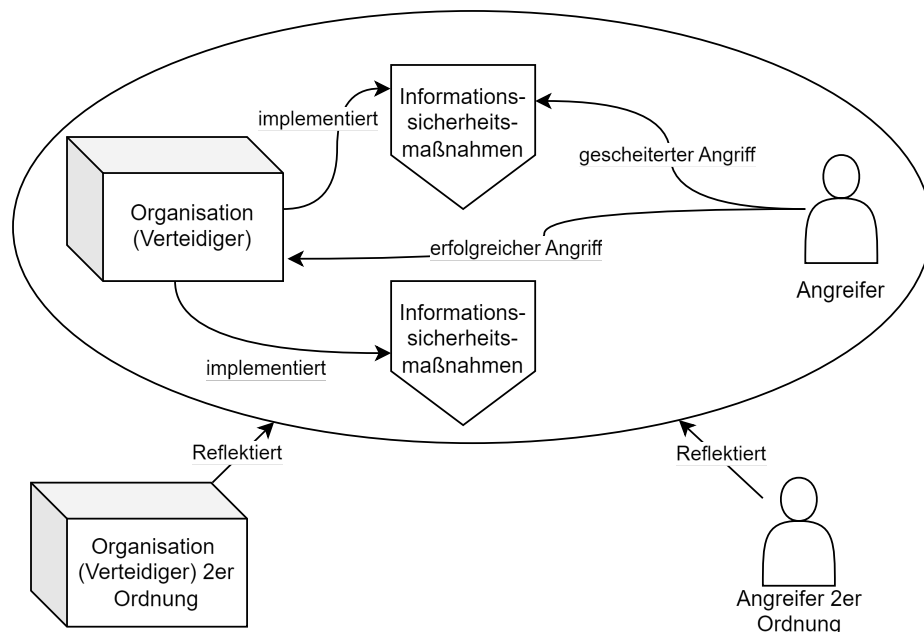 Informations-
sicherheits-
maßnahmen
implementiert
gescheiterter Angriff
Organisation
(Verteidiger)
erfolgreicher Angriff
Angreifer
Informations-
sicherheits-
maßnahmen
implementiert
Reflektiert
Reflektiert
Organisation
(Verteidiger) 2er
Ordnung
Angreifer 2er
Ordnung